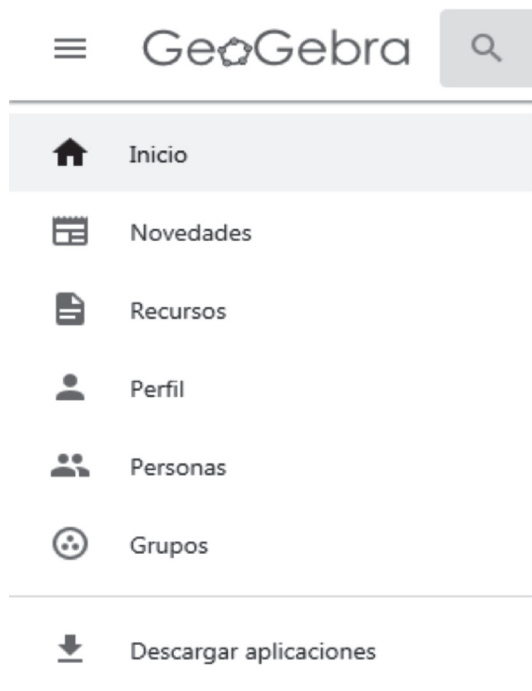 GeoGebra
Inicio
Novedades
Recursos
Perfil
Personas
Grupos
Descargar aplicaciones